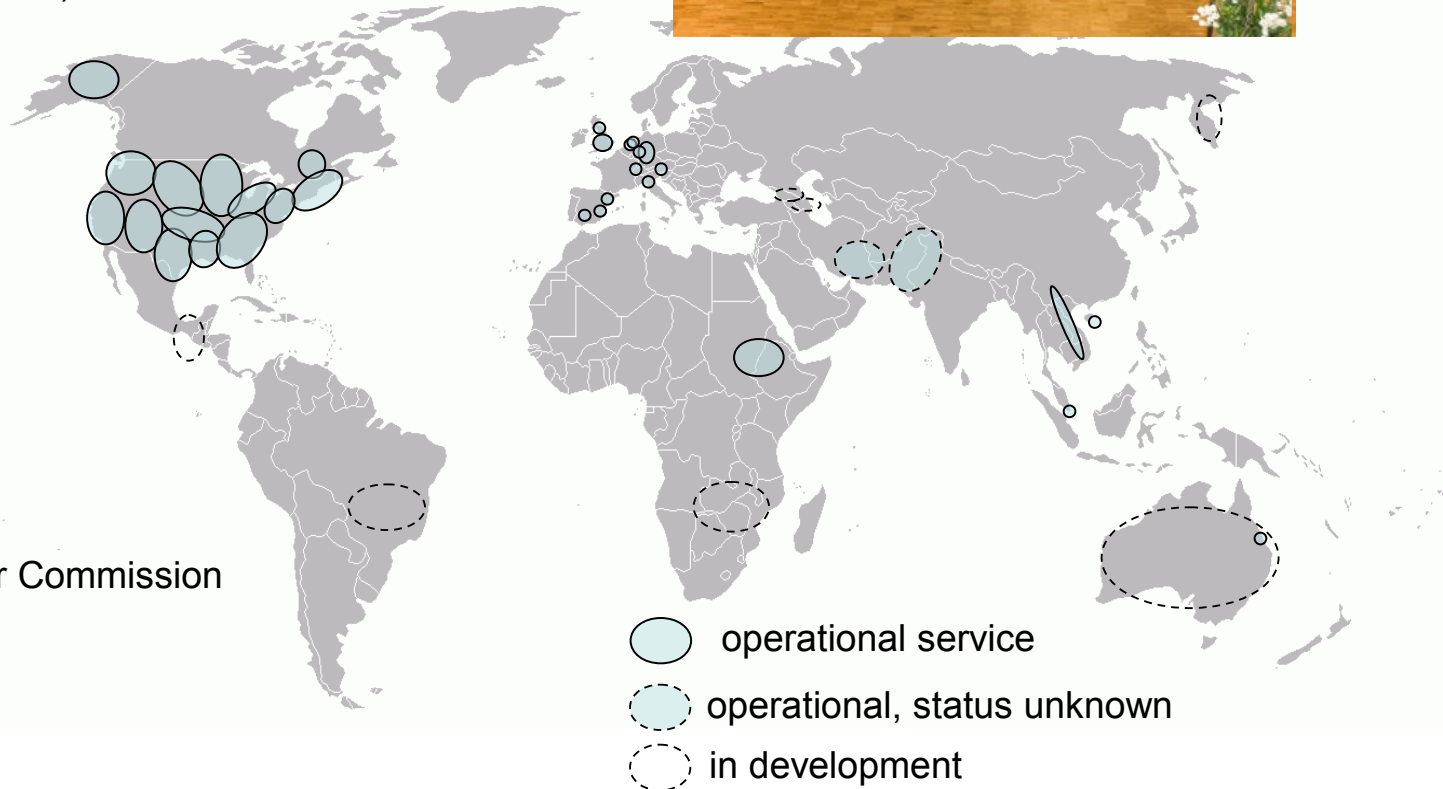 r Commission
operational service
operational, status unknown
in development